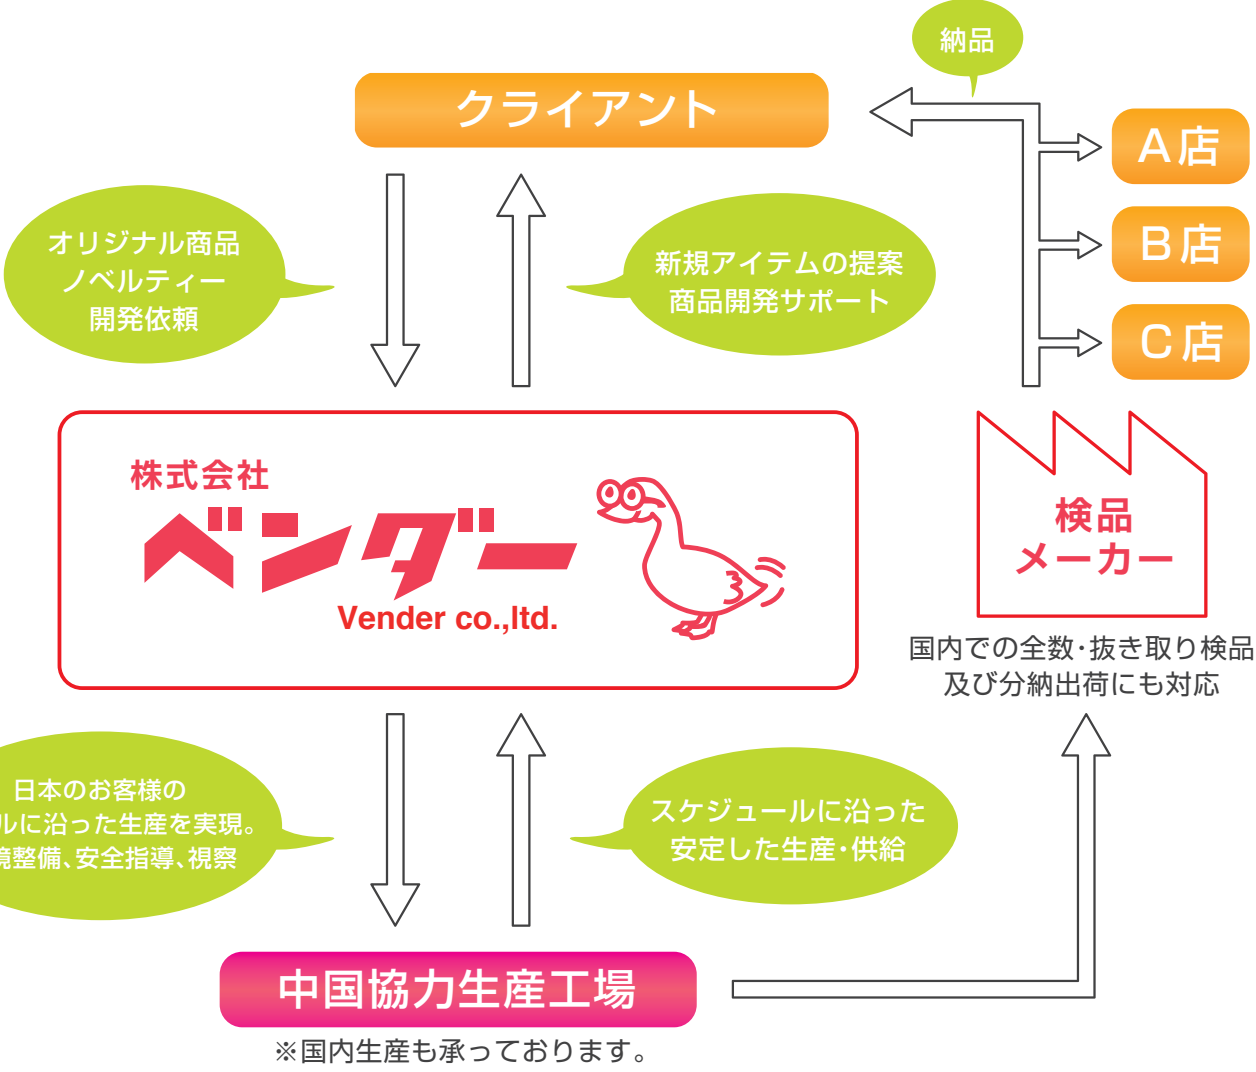 納品
クライアント
A店
B店
C店
オリジナル商品
ノベルティー
開発依頼
新規アイテムの提案
商品開発サポート
株式会社
ベンダー
Vender co.,ltd.
検品
メーカー
国内での全数・抜き取り検品
及び分納出荷にも対応
日本のお客様の
ルに沿った生産を実現。
境整備、安全指導、視察
スケジュールに沿った
安定した生産・供給
中国協力生産工場
※国内生産も承っております。